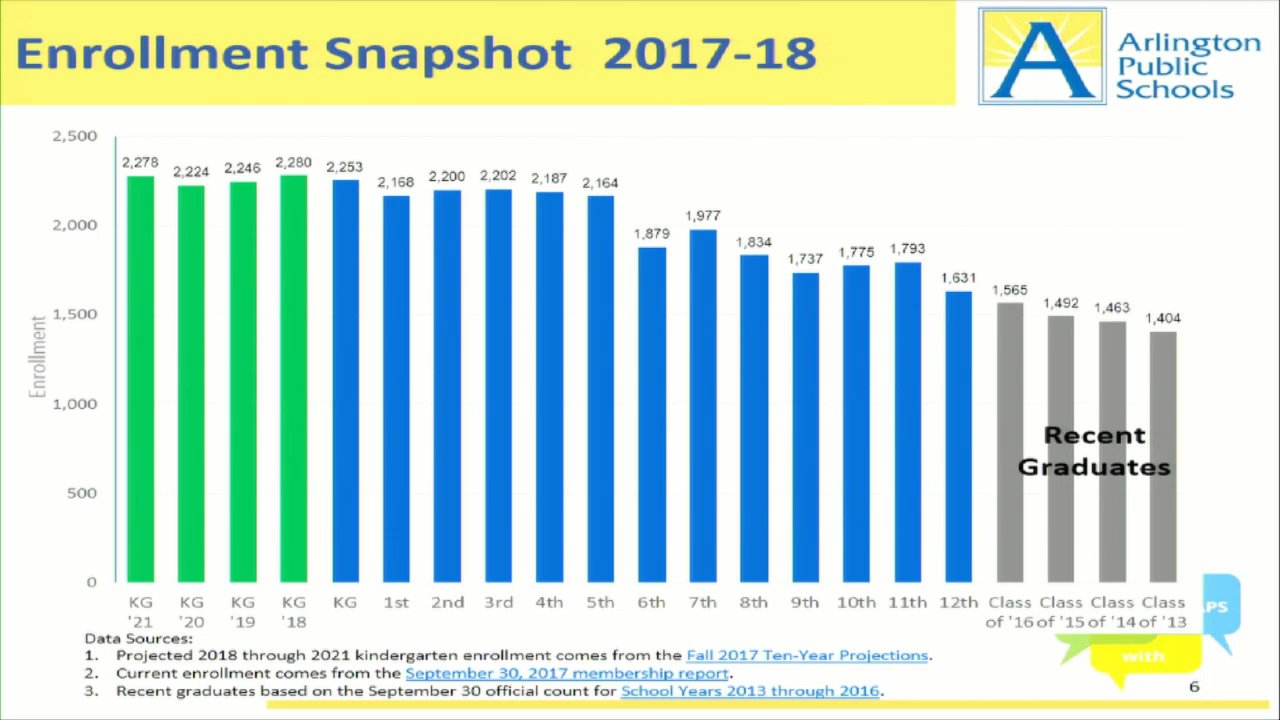 Enrollment Snapshot 2017-18
Arlington
Public
Schools
2,500
2,000
1,500
1,000
500
0
Enrollment
2,278
2,224
2,246
2,280
2,253
2,168
2,200
2,202
2,187
2,164
1,879
1,977
1,834
1,737
1,775
1,793
1,631
1,565
1,492
1,463
1,404
Recent
Graduates
KG '21
KG '20
KG '19
KG '18
KG
1st
2nd
3rd
4th
5th
6th
7th
8th
9th
10th
11th
12th
Class of '16
Class of '15
Class of '14
Class of '13
Data Sources:
1. Projected 2018 through 2021 kindergarten enrollment comes from the Fall 2017 Ten-Year Projections.
2. Current enrollment comes from the September 30, 2017 membership report.
3. Recent graduates based on the September 30 official count for School Years 2013 through 2016.
with
6